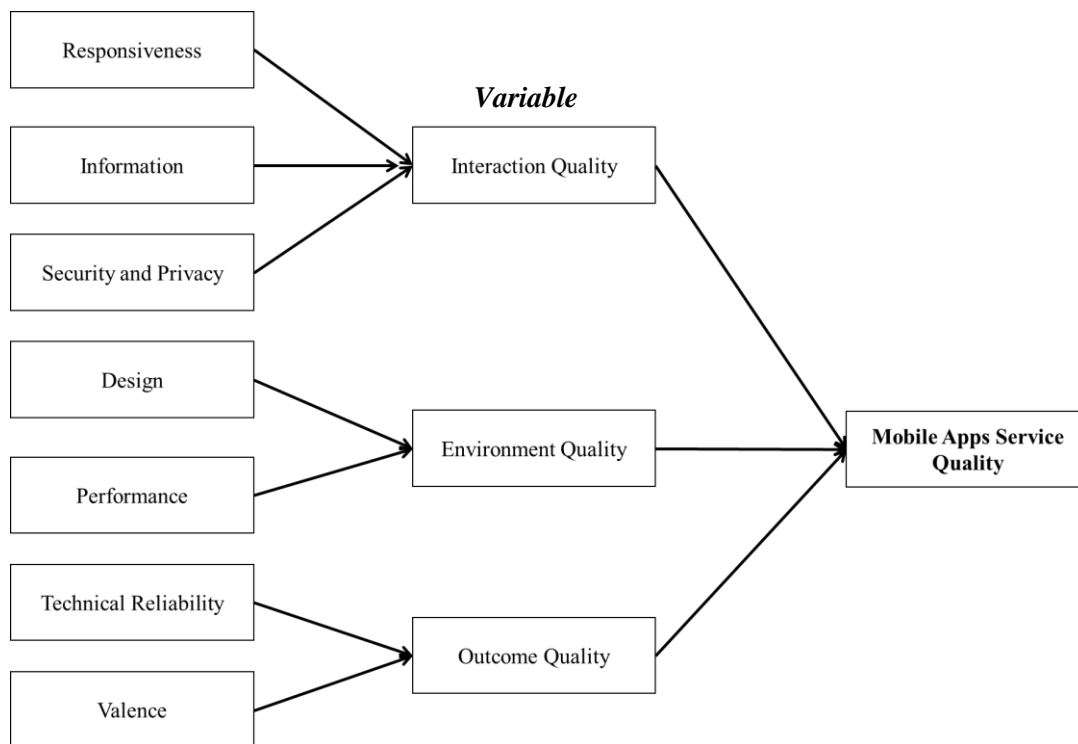 Responsiveness
Variable
Information
Interaction Quality
Security and Privacy
Design
Environment Quality
Mobile Apps Service
Quality
Performance
Technical Reliability
Outcome Quality
Valence